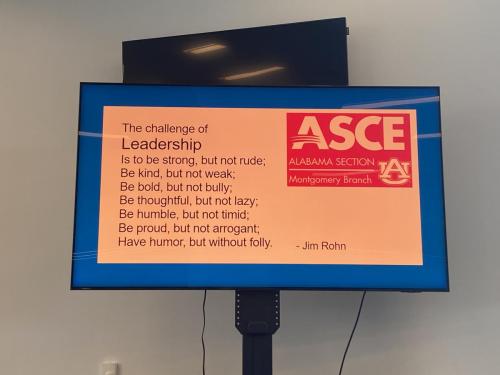 The challenge of
Leadership
Is to be strong, but not rude;
Be kind, but not weak;
Be bold, but not bully;
Be thoughtful, but not lazy;
Be humble, but not timid;
Be proud, but not arrogant;
Have humor, but without folly.
- Jim Rohn
ASCE
ALABAMA SECTION
Montgomery Branch
AU